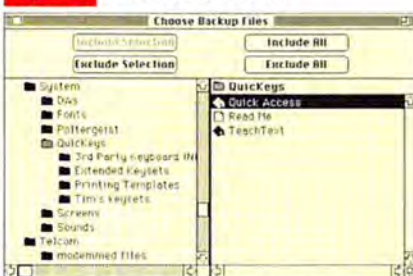 Choose Backup Files
Include Selection
Include All
Exclude Selection
Exclude All
System
DAs
Fonts
Poltergeist
QuicKeys
3rd Party Keyboard IN
Extended Keysets
Printing Templates
Tim's keysets
Screens
Sounds
Telcom
modemmed files
QuicKeys
Quick Access
Read Me
TeachText